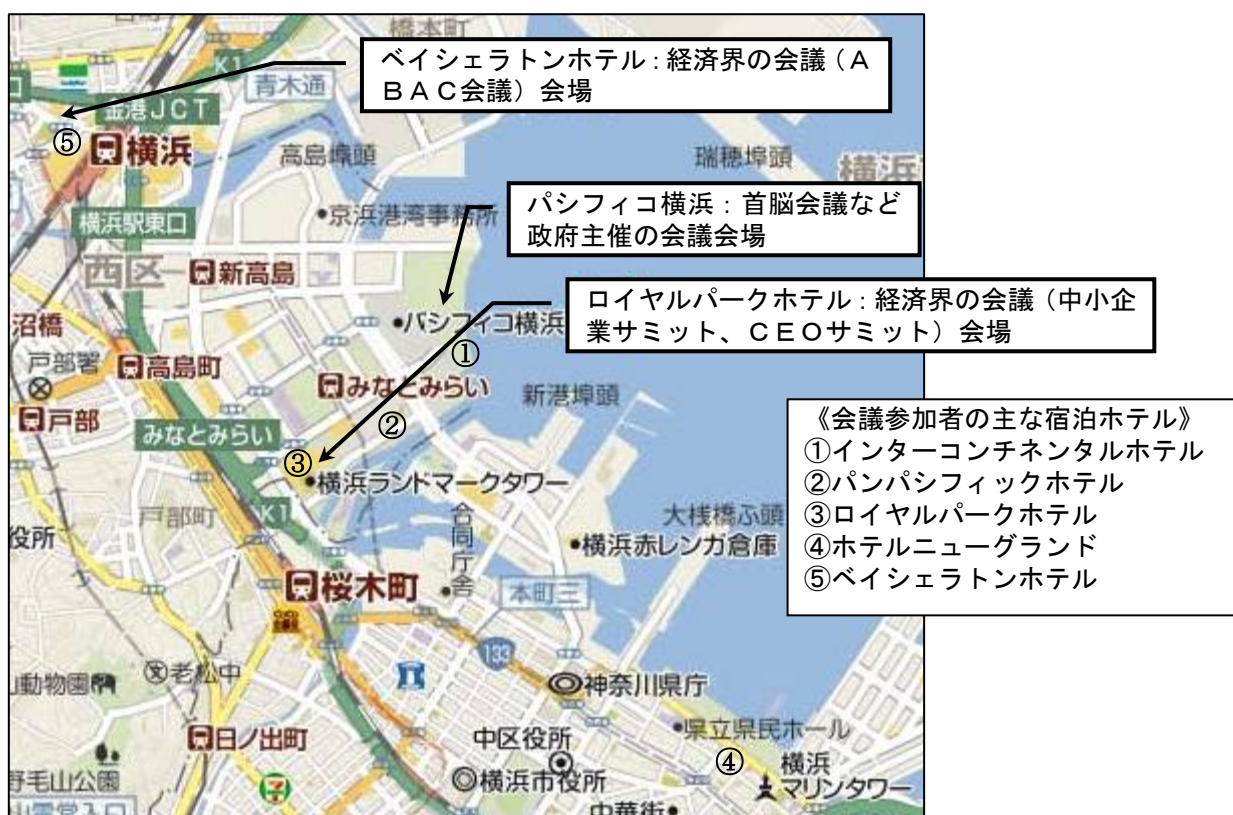 橋本町
ベイシェラトンホテル:経済界の会議(A
BAC会議)会場
K1
青木通
金港JCT
⑤
横浜
高島埠頭
瑞穂埠頭
横浜
パシフィコ横浜:首脳会議など
政府主催の会議会場
・京浜港湾事務所
横浜駅東口
西区
新高島
ロイヤルパークホテル:経済界の会議(中小企
業サミット、CEOサミット)会場
沼橋
・パシフィコ横浜
①
戸部署
高島町
みなとみらい
新港埠頭
戸部
みなとみらい
②
③
・横浜ランドマークタワー
《会議参加者の主な宿泊ホテル》
①インターコンチネンタルホテル
②パンパシフィックホテル
③ロイヤルパークホテル
④ホテルニューグランド
⑤ベイシェラトンホテル
K1
戸部町
役所
合同庁舎
大桟橋ふ頭
・横浜赤レンガ倉庫
桜木町
本町三
133
老松中
動物園
神奈川県庁
・県立県民ホール
日ノ出町
中区役所
④
横浜
マリンタワー
野毛山公園
横浜市役所
中華街・